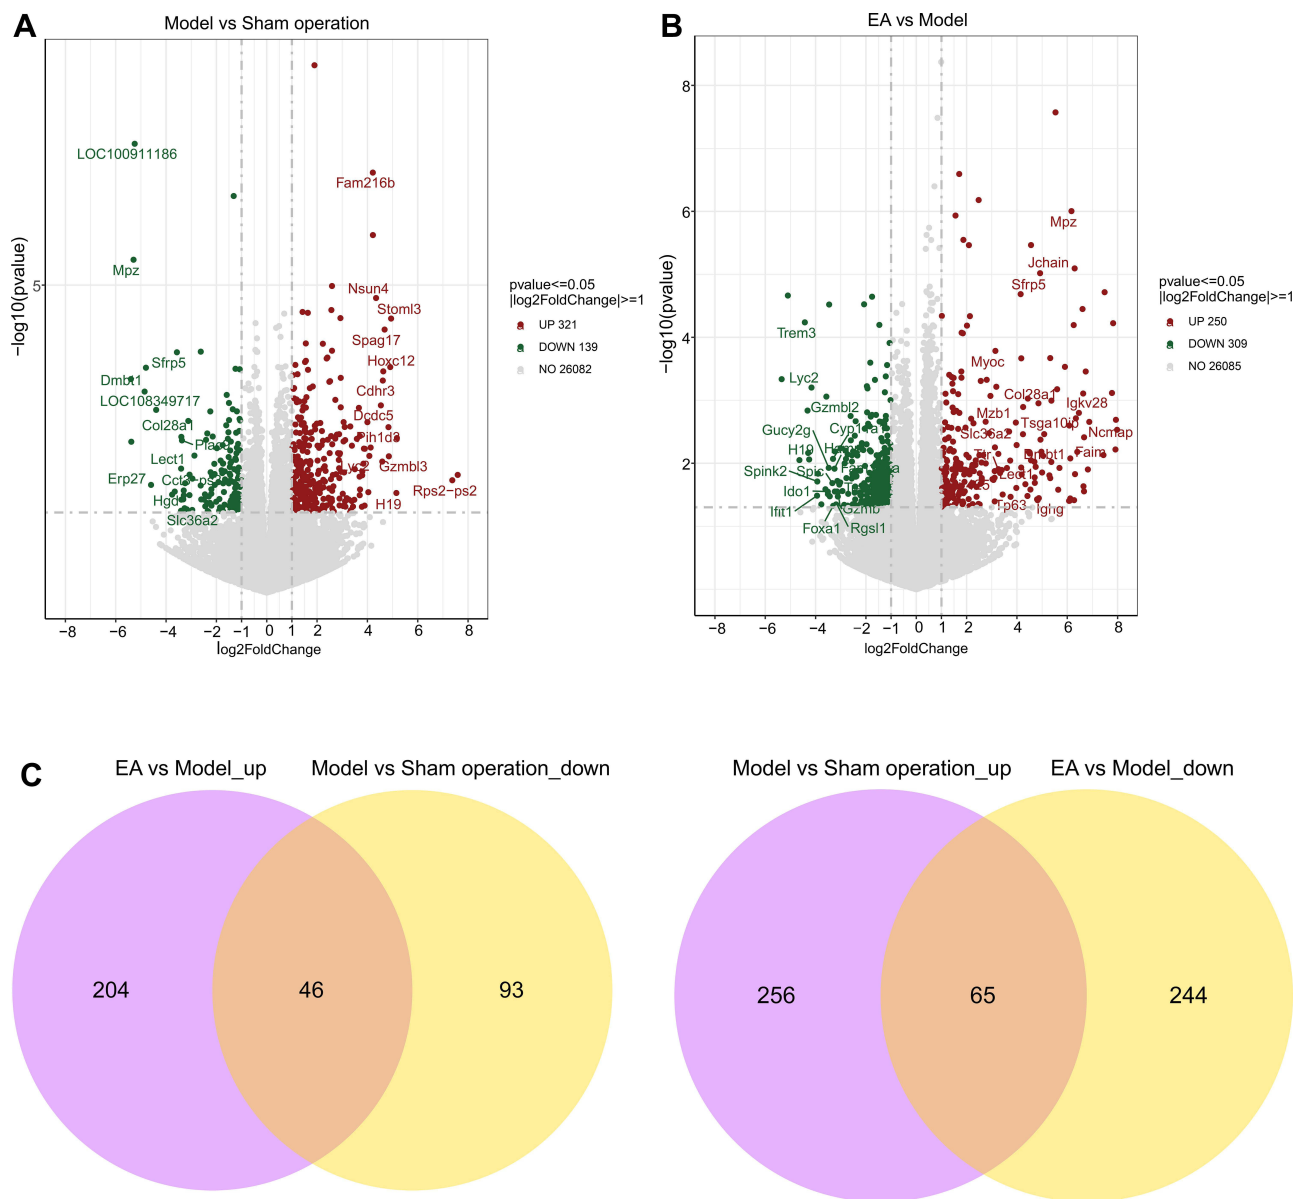 A
Model vs Sham operation
−log10(pvalue)
5
LOC100911186
Fam216b
Mpz
Nsun4
Stoml3
Spag17
Hoxc12
Sfrp5
Dmbt1
Cdhr3
LOC108349717
Dcdc5
Col28a1
Pih1d3
Lect1
Gzmbl3
Erp27
Rps2−ps2
Hgd
H19
Slc36a2
−8
−6
−4
−2
−1
0
1
2
4
6
8
log2FoldChange
pvalue<=0.05
|log2FoldChange|>=1
UP 321
DOWN 139
NO 26082
B
EA vs Model
−log10(pvalue)
8
6
4
2
Mpz
Jchain
Sfrp5
Trem3
Myoc
Lyc2
Col28a1
Igkv28
Gzmbl2
Mzb1
Tsga10ip
Gucy2g
Cyp11a1
Slc36a2
Ncmap
H19
Dmbt1
Faim
Spink2
Spic
Lect1
Ido1
Ifit1
Gzmb
Tp63
Ighg
Foxa1
Rgsl1
−8
−6
−4
−2
−1
0
1
2
4
6
8
log2FoldChange
pvalue<=0.05
|log2FoldChange|>=1
UP 250
DOWN 309
NO 26085
C
EA vs Model_up
Model vs Sham operation_down
204
46
93
Model vs Sham operation_up
EA vs Model_down
256
65
244